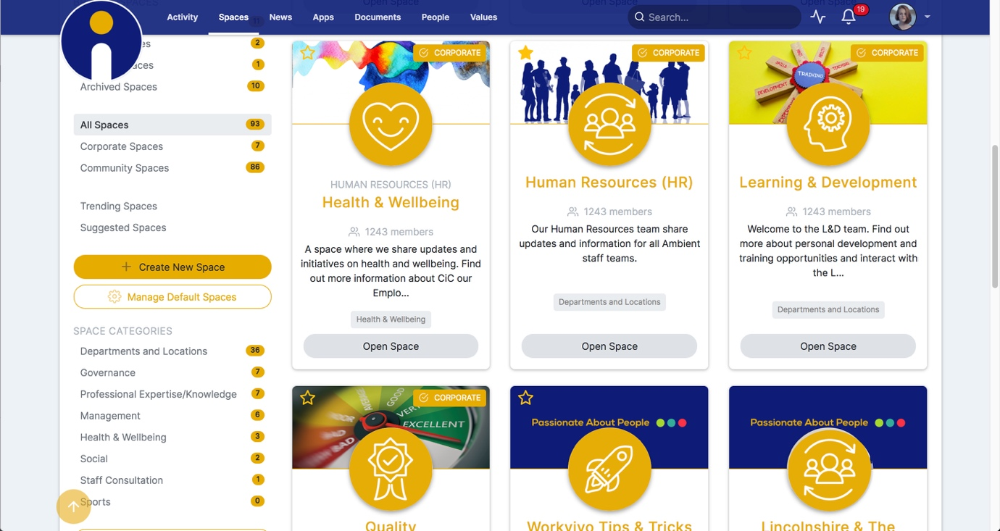 Activity
Spaces
News
Apps
Documents
People
Values
Search...
19
11
2
aces
1
Archived Spaces
10
All Spaces
93
Corporate Spaces
7
Community Spaces
86
Trending Spaces
Suggested Spaces
Create New Space
Manage Default Spaces
SPACE CATEGORIES
Departments and Locations
36
Governance
7
Professional Expertise/Knowledge
7
Management
6
Health & Wellbeing
3
Social
2
Staff Consultation
1
Sports
0
CORPORATE
HUMAN RESOURCES (HR)
Health & Wellbeing
1243 members
A space where we share updates and
initiatives on health and wellbeing. Find
out more information about CiC our
Emplo...
Health & Wellbeing
Open Space
CORPORATE
Human Resources (HR)
1243 members
Our Human Resources team share
updates and information for all Ambient
staff teams.
Departments and Locations
Open Space
CORPORATE
SKILLS
ABILITY
TEACHING
TRAINING
DEVELOPMENT
Learning & Development
1243 members
Welcome to the L&D team. Find out
more about personal development and
training opportunities and interact with
the L...
Departments and Locations
Open Space
CORPORATE
BAD
POOR
AVERAGE
GOOD
VERY
EXCELLENT
Quality
Passionate About People
Workvivo Tips & Tricks
Passionate About People
Lincolnshire & The